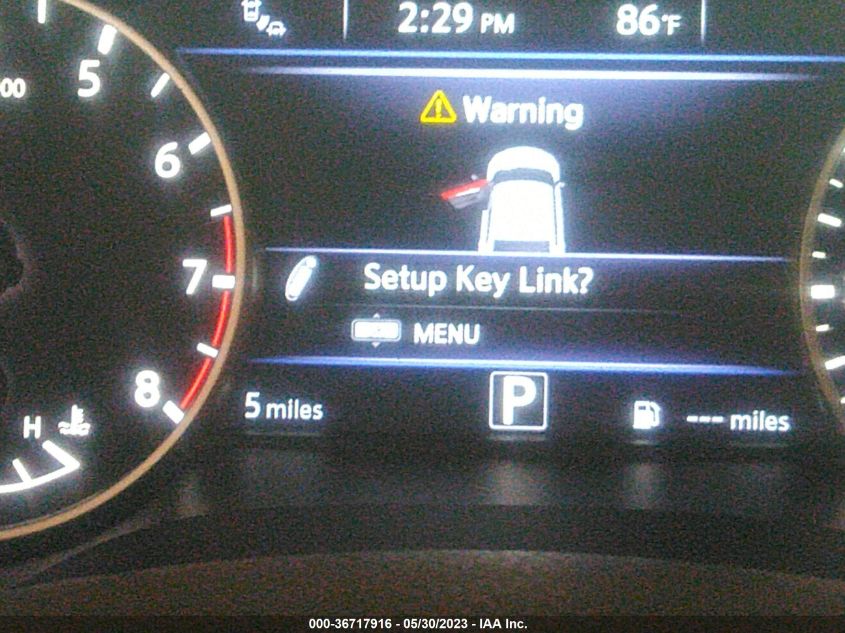 2:29 PM 86°F
5
00
Warning
6
7
Setup Key Link?
MENU
8
5 miles P --- miles
H
000-36717916 - 05/30/2023 - IAA Inc.